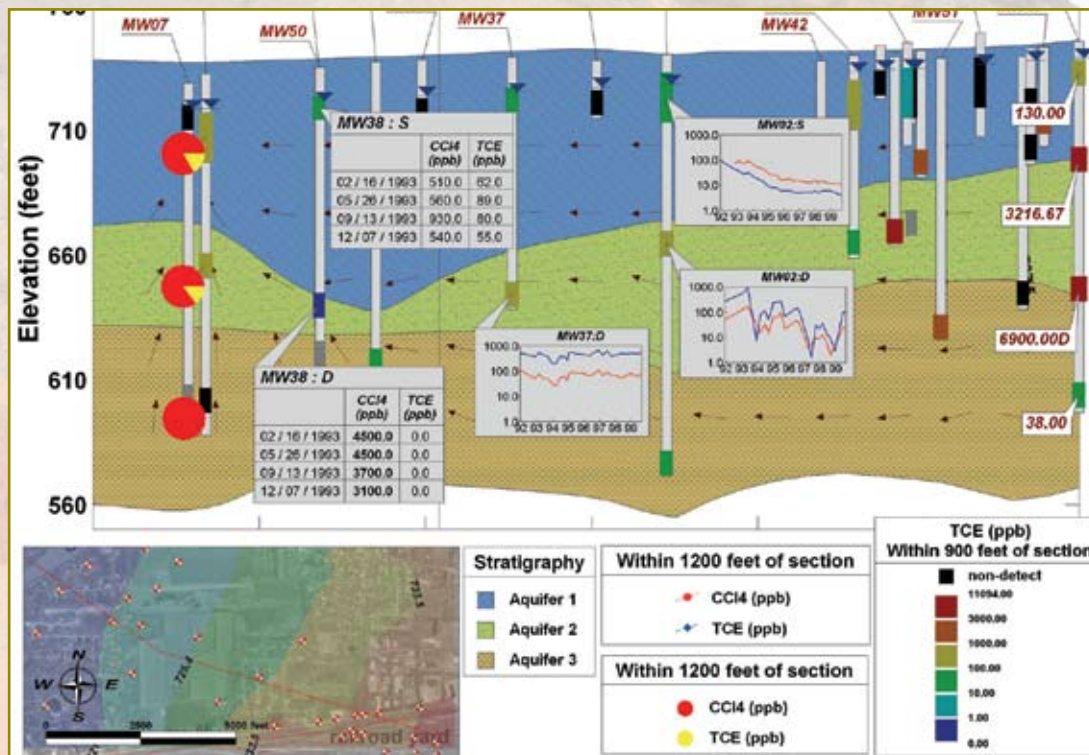 MW07
MW50
MW37
MW42
Elevation (feet)
710
660
610
560
MW38 : S
CCl4 (ppb) TCE (ppb)
02 / 16 / 1993 510.0 62.0
05 / 26 / 1993 560.0 89.0
09 / 13 / 1993 930.0 80.0
12 / 07 / 1993 540.0 55.0
MW02:S
1000.0
100.0
10.0
1.0
92 93 94 95 96 97 98 99
130.00
3216.67
6900.00D
38.00
MW02:D
1000.0
100.0
10.0
1.0
92 93 94 95 96 97 98 99
MW37:D
1000.0
100.0
10.0
1.0
92 93 94 95 96 97 98 99
MW38 : D
CCl4 (ppb) TCE (ppb)
02 / 16 / 1993 4500.0 0.0
05 / 26 / 1993 4500.0 0.0
09 / 13 / 1993 3700.0 0.0
12 / 07 / 1993 3100.0 0.0
725.4
733.5
N
W E
S
0 2500 5000 feet
railroad yard
Stratigraphy
Aquifer 1
Aquifer 2
Aquifer 3
Within 1200 feet of section
CCl4 (ppb)
TCE (ppb)
Within 1200 feet of section
CCl4 (ppb)
TCE (ppb)
TCE (ppb)
Within 900 feet of section
non-detect
11094.00
3000.00
1000.00
100.00
10.00
1.00
0.00